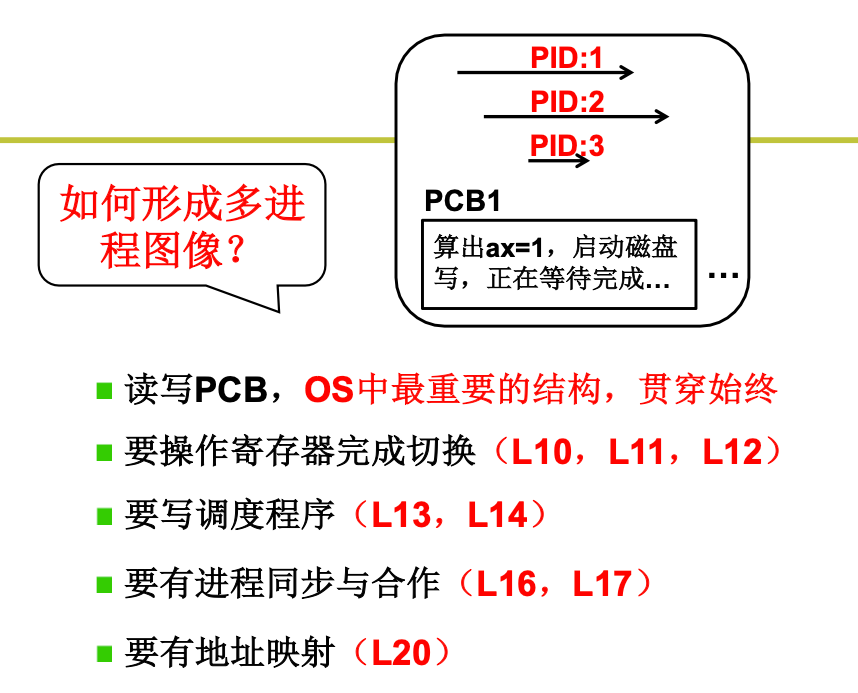 PID:1
PID:2
PID:3
如何形成多进
程图像？
PCB1
算出ax=1，启动磁盘
写，正在等待完成...
...
读写PCB，OS中最重要的结构，贯穿始终
要操作寄存器完成切换（L10，L11，L12）
要写调度程序（L13，L14）
要有进程同步与合作（L16，L17）
要有地址映射（L20）